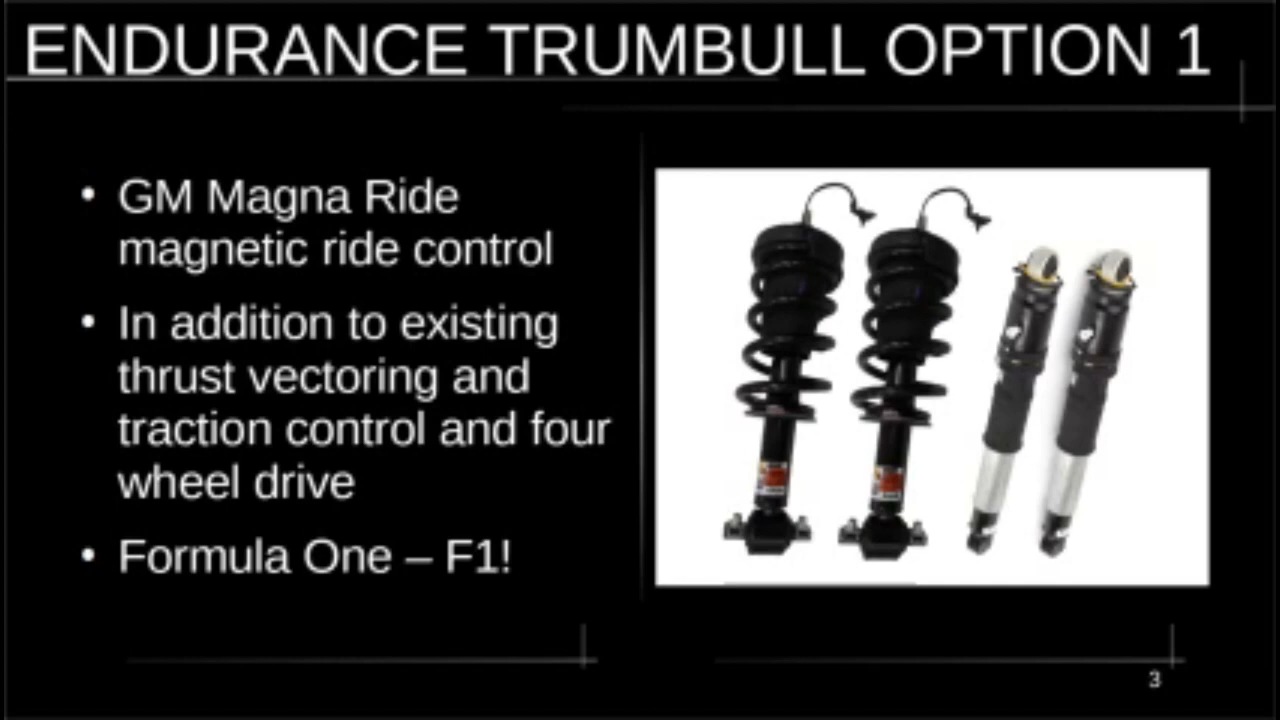 ENDURANCE TRUMBULL OPTION 1
• GM Magna Ride
magnetic ride control
• In addition to existing
thrust vectoring and
traction control and four
wheel drive
• Formula One – F1!
3